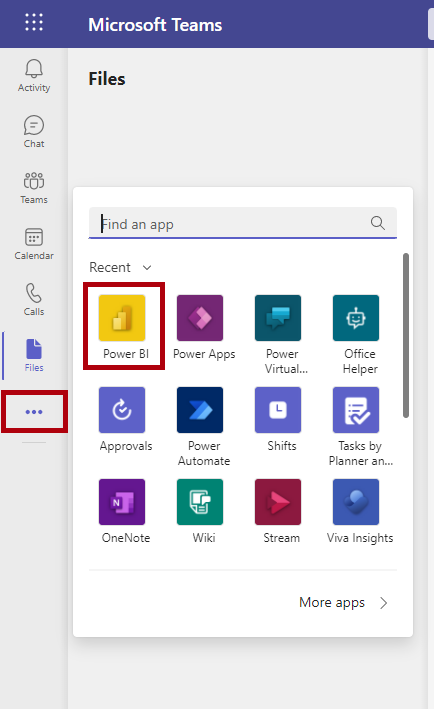 Microsoft Teams
Files
Activity
Chat
Teams
Calendar
Calls
Files
Find an app
Recent
Power BI
Power Apps
Power
Virtual...
Office
Helper
Approvals
Power
Automate
Shifts
Tasks by
Planner an...
OneNote
Wiki
Stream
Viva Insights
More apps